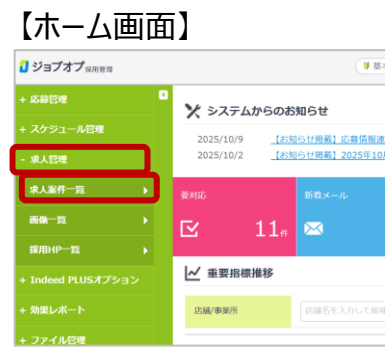 【ホーム画面】
ジョブオプ 採用管理
+ 応募管理
+ スケジュール管理
- 求人管理
求人案件一覧
画像一覧
採用HP一覧
+ Indeed PLUSオプション
+ 効果レポート
+ ファイル管理
基本
システムからのお知らせ
2025/10/9 【お知らせ掲載】応募情報連
2025/10/2 【お知らせ掲載】2025年10月
要対応
11件
新着メール
重要指標推移
店舗/事業所
店舗名を入力して候補